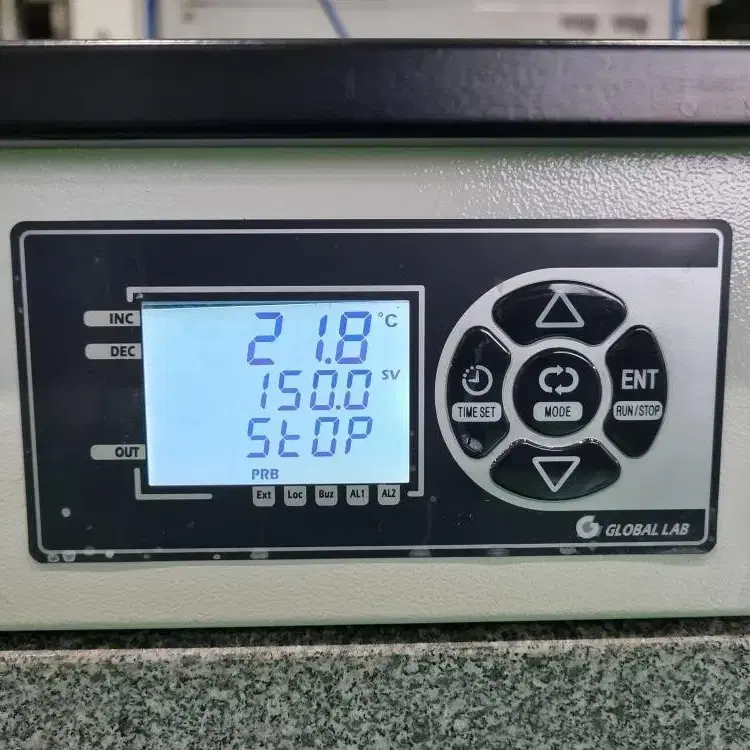 INC
DEC
OUT
21.8 °C
150.0 SV
StOP
PRB
Ext Loc Buz AL1 AL2
TIME SET
MODE
ENT
RUN/STOP
GLOBAL LAB